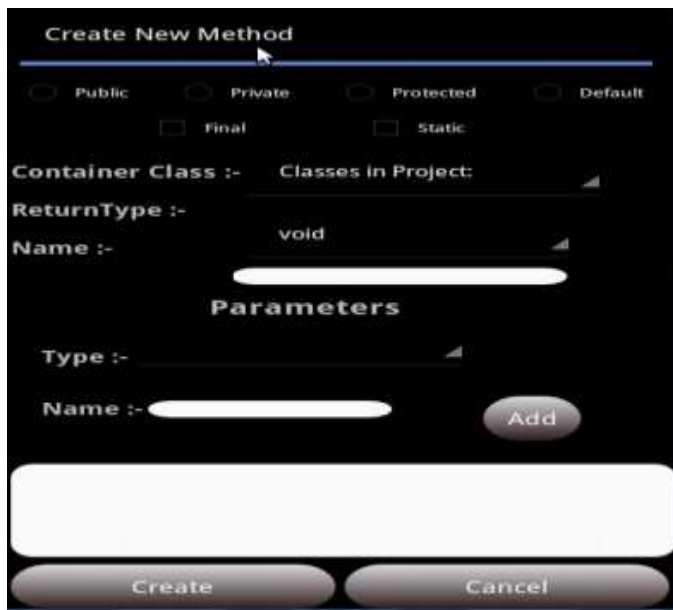 Create New Method
Public Private Protected Default
Final Static
Container Class :- Classes in Project:
ReturnType :-
void
Name :-
Parameters
Type :-
Name :- Add
Create Cancel